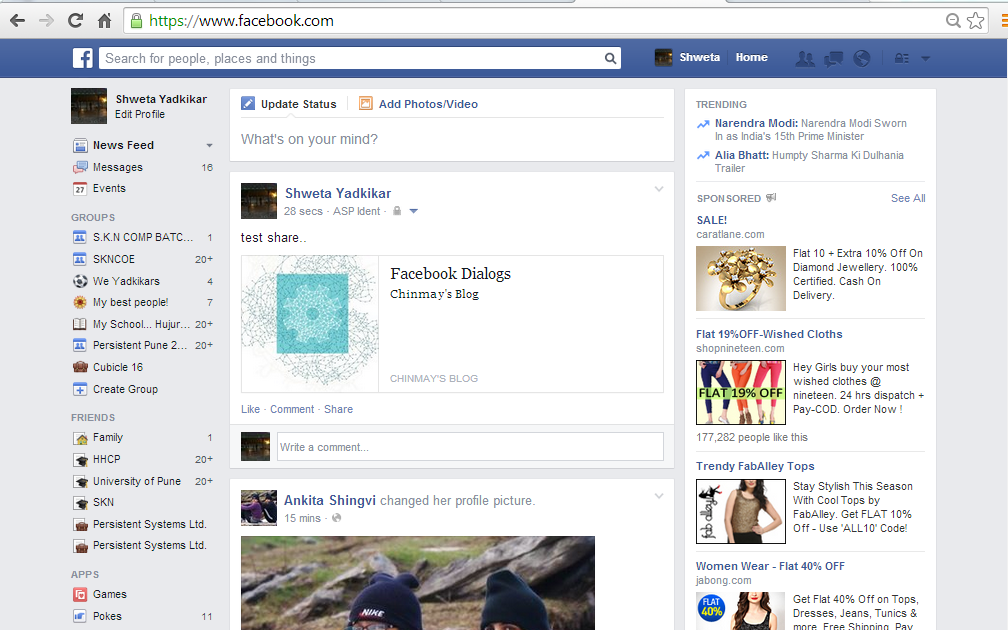 https://www.facebook.com
f
Search for people, places and things
Shweta
Home
Shweta Yadkikar
Edit Profile
News Feed
Messages 16
27 Events
GROUPS
S.K.N COMP BATC... 1
SKNCOE 20+
We Yadkikars 4
My best people! 7
My School... Hujur... 20+
Persistent Pune 2... 20+
Cubicle 16
Create Group
FRIENDS
Family 1
HHCP 20+
University of Pune 20+
SKN
Persistent Systems Ltd.
Persistent Systems Ltd.
APPS
Games
Pokes 11
Update Status
Add Photos/Video
What's on your mind?
Shweta Yadkikar
28 secs · ASP Ident ·
test share..
Facebook Dialogs
Chinmay's Blog
CHINMAY'S BLOG
Like · Comment · Share
Write a comment...
Ankita Shingvi changed her profile picture.
15 mins ·
NIKE
TRENDING
Narendra Modi: Narendra Modi Sworn
In as India's 15th Prime Minister
Alia Bhatt: Humpty Sharma Ki Dulhania
Trailer
SPONSORED
See All
SALE!
caratlane.com
Flat 10 + Extra 10% Off On
Diamond Jewellery. 100%
Certified. Cash On
Delivery.
Flat 19%OFF-Wished Cloths
shopnineteen.com
FLAT 19% OFF
Hey Girls buy your most
wished clothes @
nineteen. 24 hrs dispatch +
Pay-COD. Order Now !
177,282 people like this
Trendy FabAlley Tops
fab alley.com
Stay Stylish This Season
With Cool Tops by
FabAlley. Get FLAT 10%
Off - Use 'ALL10' Code!
Women Wear - Flat 40% OFF
jabong.com
FLAT
40%
Get Flat 40% Off on Tops,
Dresses, Jeans, Tunics &
more. Free Shipping. Pay